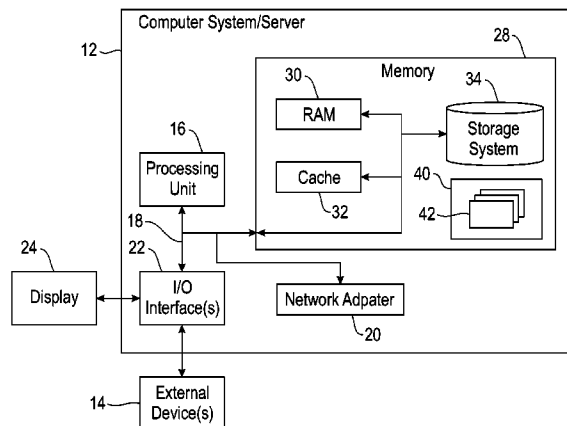 Computer System/Server
12
28
Memory
30
34
RAM
16
Storage
System
Processing
Unit
Cache
40
32
42
18
22
24
I/O
Interface(s)
Display
Network Adpater
20
14
External
Device(s)